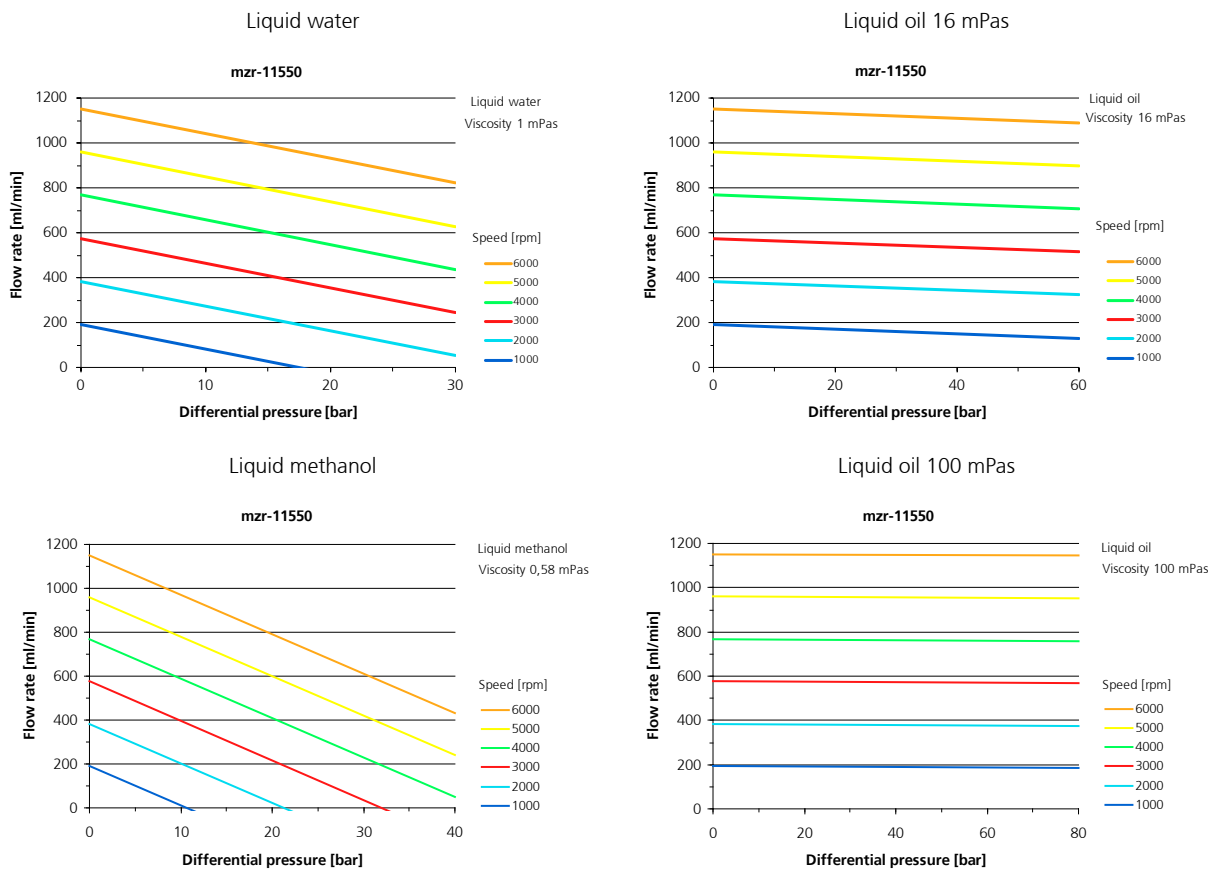 Liquid water
mzr-11550
Liquid water
Viscosity 1 mPas
Flow rate [ml/min]
1200
1000
800
600
400
200
0
0 10 20 30
Differential pressure [bar]
Speed [rpm]
6000
5000
4000
3000
2000
1000
Liquid oil 16 mPas
mzr-11550
Liquid oil
Viscosity 16 mPas
Flow rate [ml/min]
1200
1000
800
600
400
200
0
0 20 40 60
Differential pressure [bar]
Speed [rpm]
6000
5000
4000
3000
2000
1000
Liquid methanol
mzr-11550
Liquid methanol
Viscosity 0,58 mPas
Flow rate [ml/min]
1200
1000
800
600
400
200
0
0 10 20 30 40
Differential pressure [bar]
Speed [rpm]
6000
5000
4000
3000
2000
1000
Liquid oil 100 mPas
mzr-11550
Liquid oil
Viscosity 100 mPas
Flow rate [ml/min]
1200
1000
800
600
400
200
0
0 20 40 60 80
Differential pressure [bar]
Speed [rpm]
6000
5000
4000
3000
2000
1000